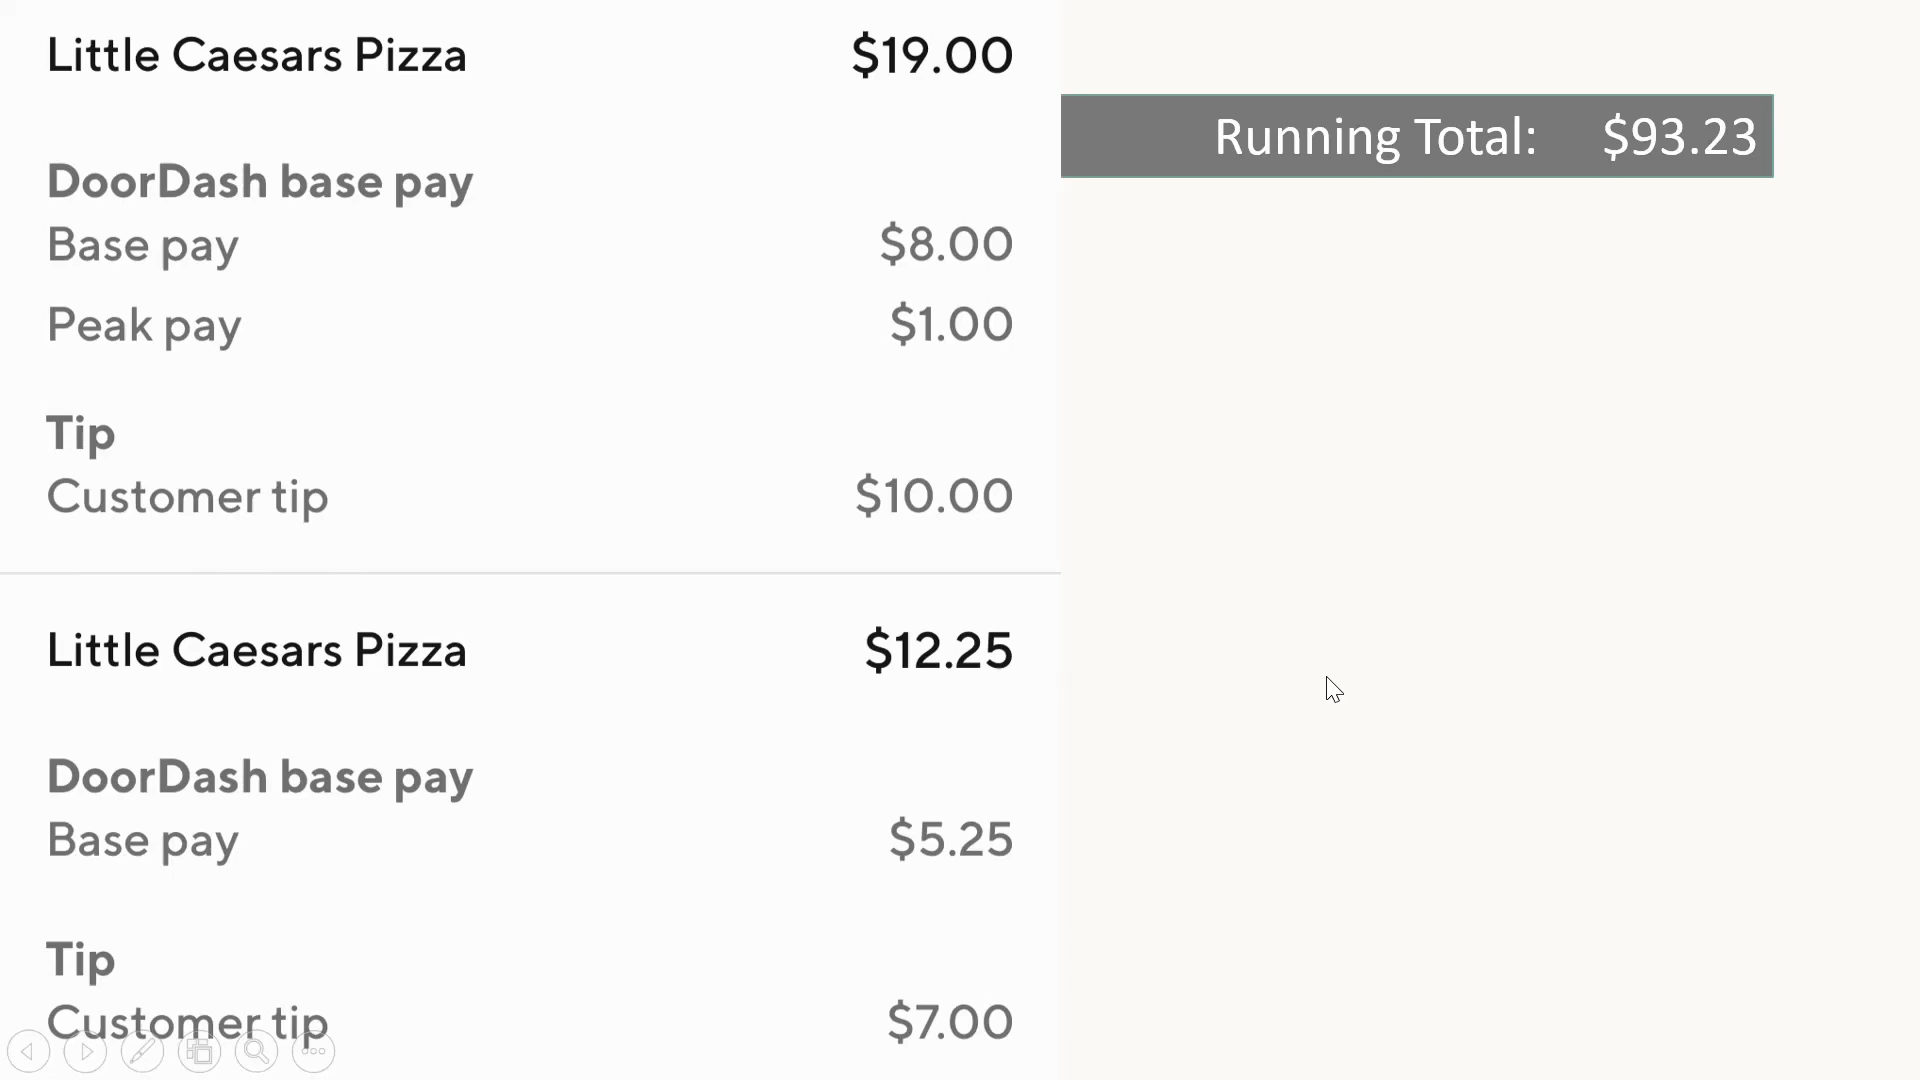 Little Caesars Pizza $19.00
Running Total: $93.23
DoorDash base pay
Base pay $8.00
Peak pay $1.00
Tip
Customer tip $10.00
Little Caesars Pizza $12.25
DoorDash base pay
Base pay $5.25
Tip
Customer tip $7.00